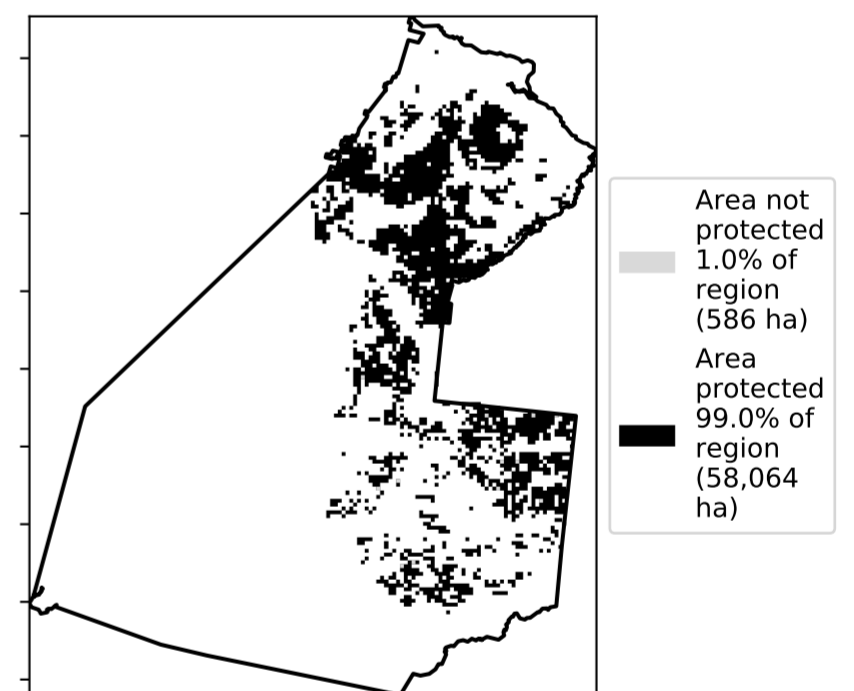 Area not
protected
1.0% of
region
(586 ha)
Area
protected
99.0% of
region
(58,064
ha)